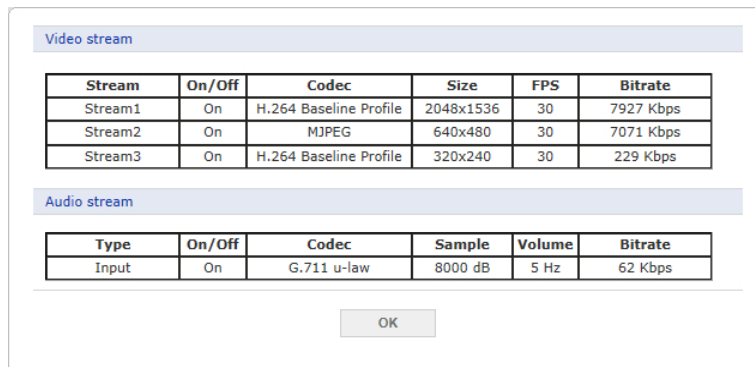 Video stream
Stream On/Off Codec Size FPS Bitrate
Stream1 On H.264 Baseline Profile 2048x1536 30 7927 Kbps
Stream2 On MJPEG 640x480 30 7071 Kbps
Stream3 On H.264 Baseline Profile 320x240 30 229 Kbps
Audio stream
Type On/Off Codec Sample Volume Bitrate
Input On G.711 u-law 8000 dB 5 Hz 62 Kbps
OK